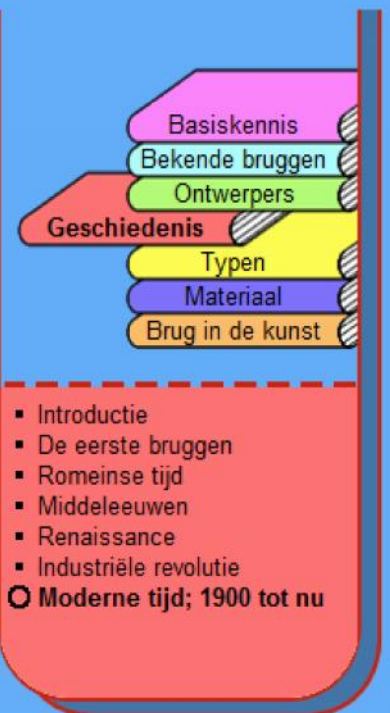 Basiskennis
Bekende bruggen
Ontwerpers
Geschiedenis
Typen
Materiaal
Brug in de kunst
▪ Introductie
▪ De eerste bruggen
▪ Romeinse tijd
▪ Middeleeuwen
▪ Renaissance
▪ Industriële revolutie
Moderne tijd; 1900 tot nu